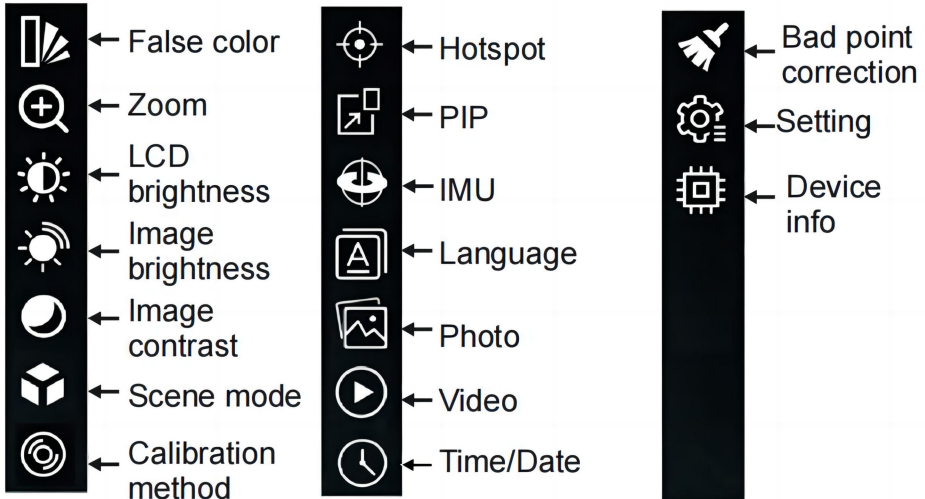 False color
Zoom
LCD
brightness
Image
brightness
Image
contrast
Scene mode
Calibration
method
Hotspot
PIP
IMU
A
Language
Photo
Video
Time/Date
Bad point
correction
Setting
Device
info